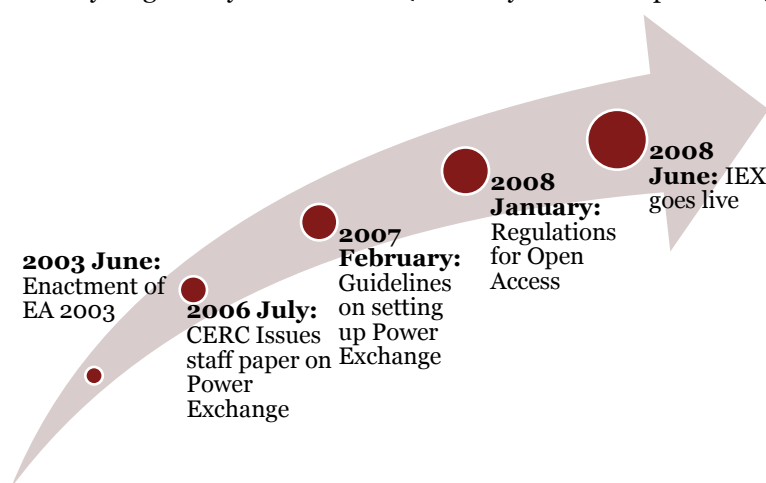 2003 June:
Enactment of
EA 2003
2006 July:
CERC Issues
staff paper on
Power
Exchange
2007
February:
Guidelines
on setting
up Power
Exchange
2008
January:
Regulations
for Open
Access
2008
June: IEX
goes live